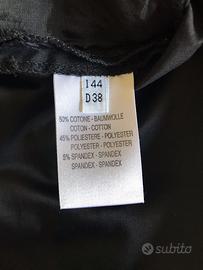 144
D38
50% COTONE - BAUMWOLLE
COTON - COTTON
45% POLIESTERE - POLYESTER
POLYESTER - POLYESTER
5% SPANDEX - SPANDEX
SPANDEX - SPANDEX
subito